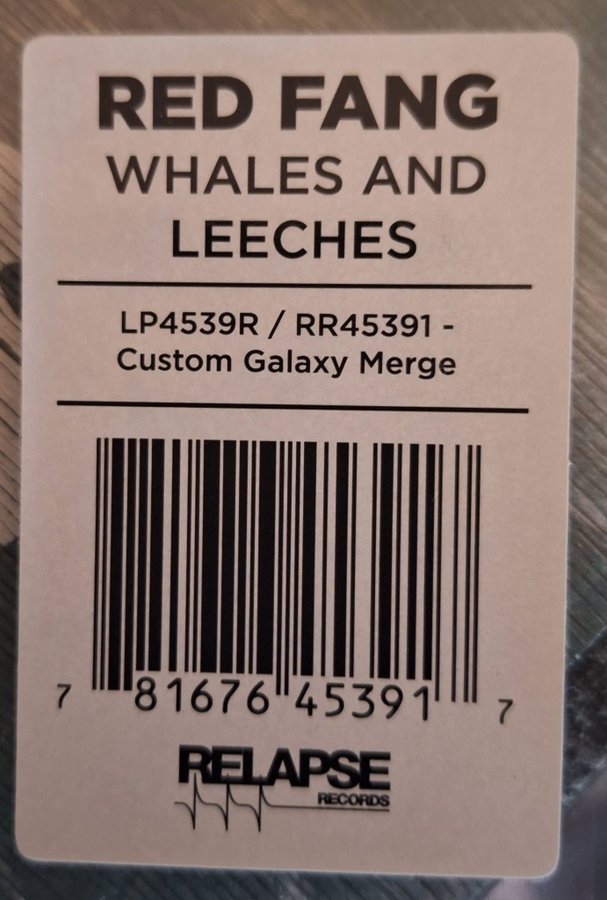 RED FANG
WHALES AND
LEECHES
LP4539R / RR45391 -
Custom Galaxy Merge
7 81676 45391 7
RELAPSE
RECORDS